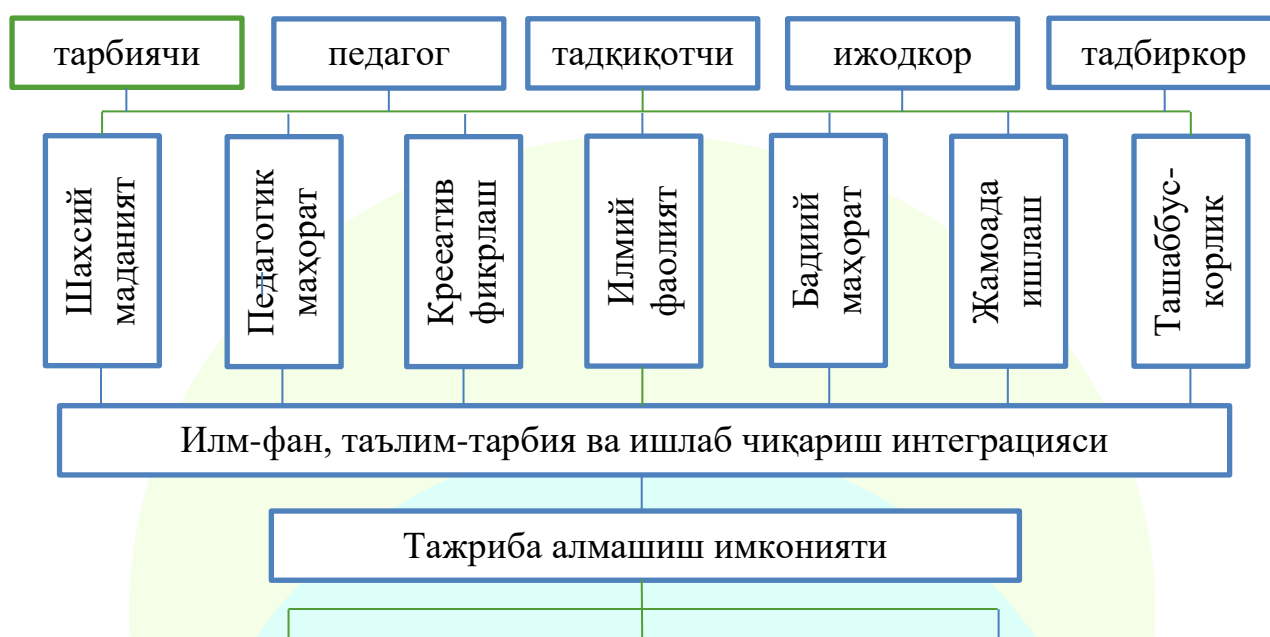 тарбиячи
педагог
тадқиқотчи
ижодкор
тадбиркор
Шахсий
маданият
Педагогик
маҳорат
Крееатив
фикрлаш
Илмий
фаолият
Бадиий
маҳорат
Жамоада
ишлаш
Ташаббус-
корлик
Илм-фан, таълим-тарбия ва ишлаб чиқариш интеграцияси
Тажриба алмашиш имконияти